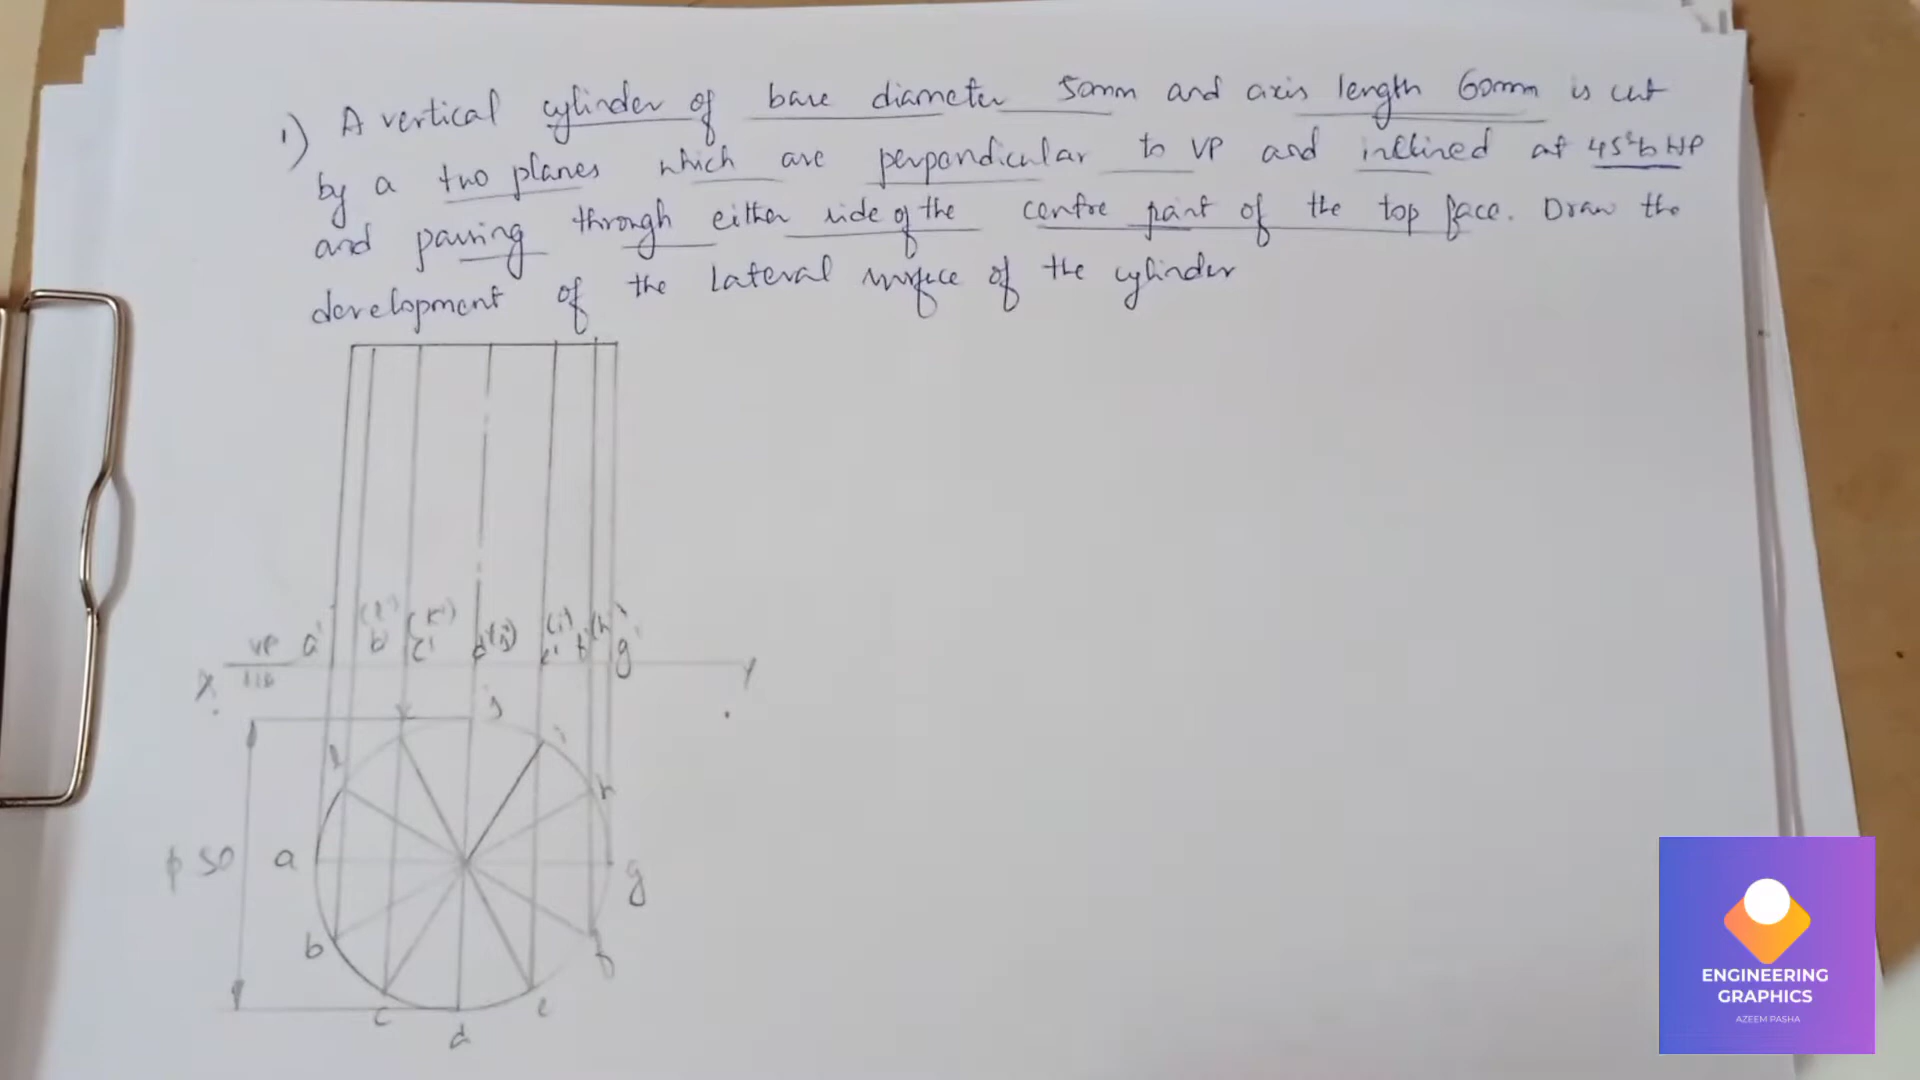 1) A vertical cylinder of base diameter 50mm and axis length 60mm is cut
by a two planes which are perpendicular to VP and inclined at 45° to HP
and passing through either side of the centre point of the top face. Draw the
development of the lateral surface of the cylinder
(l') (k') (i') (h')
VP a' b' c' d'(j') e' f' g'
X HP Y
j
l i
h
ϕ 50 a g
b f
c e
d
ENGINEERING
GRAPHICS
AZEEM PASHA